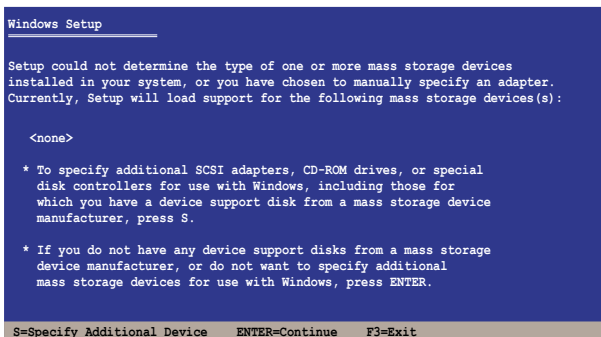 Windows Setup
Setup could not determine the type of one or more mass storage devices
installed in your system, or you have chosen to manually specify an adapter.
Currently, Setup will load support for the following mass storage devices(s):
<none>
* To specify additional SCSI adapters, CD-ROM drives, or special
disk controllers for use with Windows, including those for
which you have a device support disk from a mass storage device
manufacturer, press S.
* If you do not have any device support disks from a mass storage
device manufacturer, or do not want to specify additional
mass storage devices for use with Windows, press ENTER.
S=Specify Additional Device ENTER=Continue F3=Exit